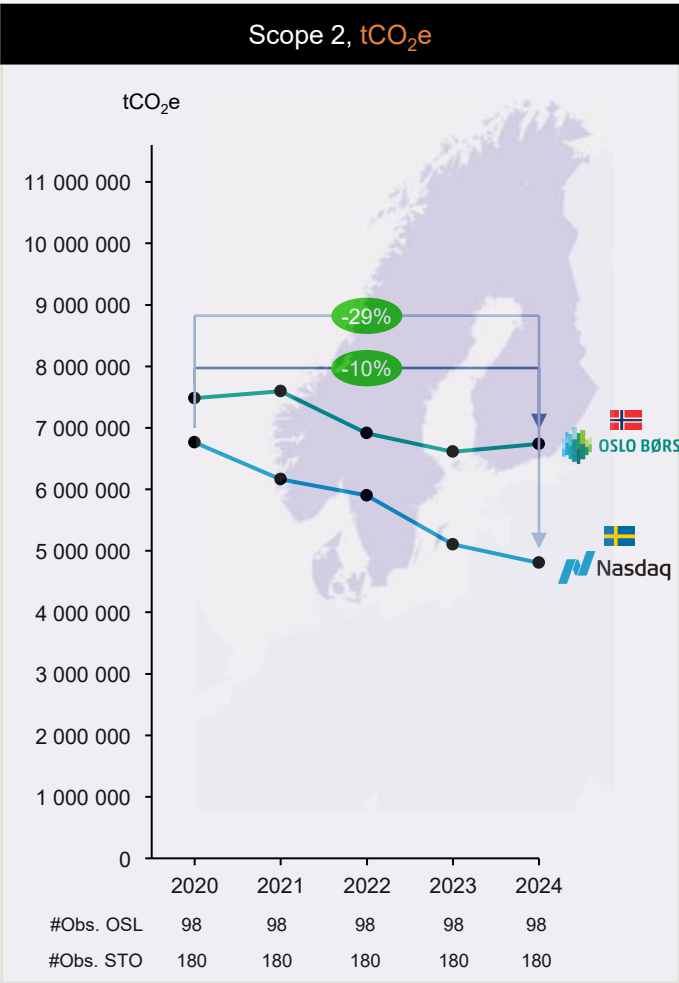 Scope 2, tCO₂e
tCO₂e
11 000 000
10 000 000
9 000 000
-29%
8 000 000
-10%
7 000 000
OSLO BØRS
6 000 000
5 000 000
Nasdaq
4 000 000
3 000 000
2 000 000
1 000 000
0
2020 2021 2022 2023 2024
#Obs. OSL 98 98 98 98 98
#Obs. STO 180 180 180 180 180